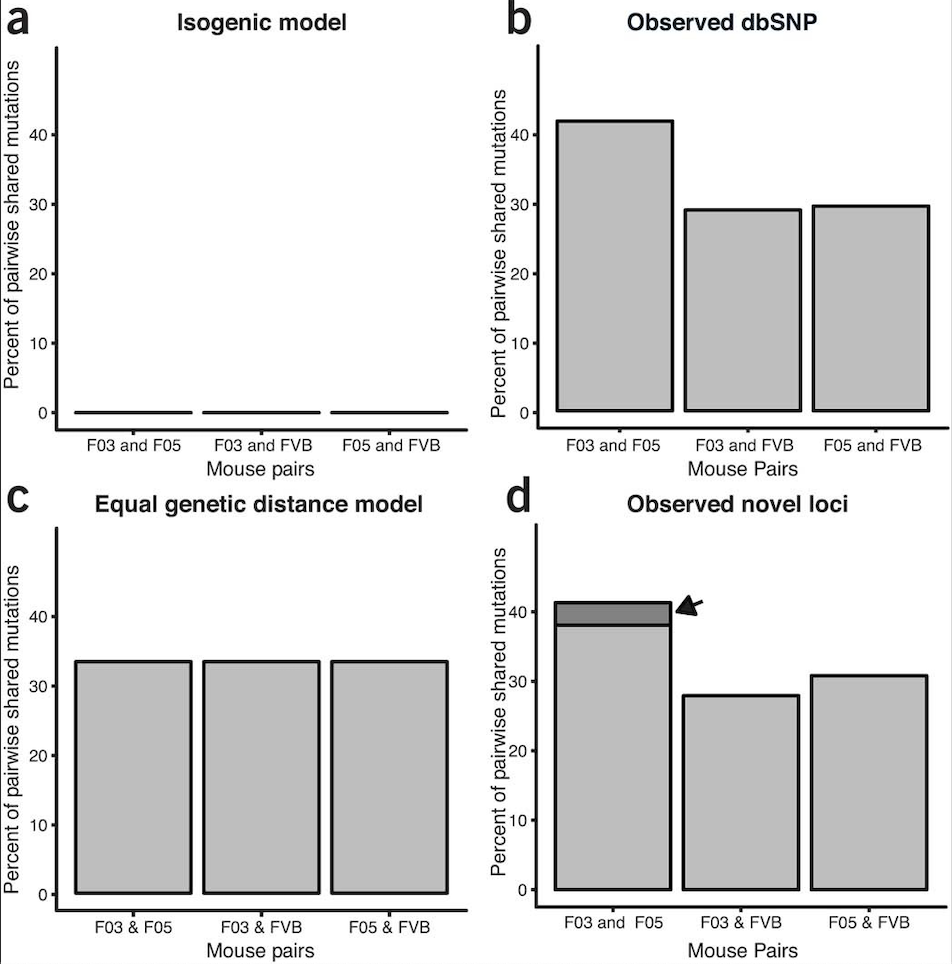 a
Isogenic model
Percent of pairwise shared mutations
40
30
20
10
0
F03 and F05
F03 and FVB
F05 and FVB
Mouse pairs
b
Observed dbSNP
Percent of pairwise shared mutations
40
30
20
10
0
F03 and F05
F03 and FVB
F05 and FVB
Mouse Pairs
c
Equal genetic distance model
Percent of pairwise shared mutations
40
30
20
10
0
F03 & F05
F03 & FVB
F05 & FVB
Mouse pairs
d
Observed novel loci
Percent of pairwise shared mutations
40
30
20
10
0
F03 and F05
F03 & FVB
F05 & FVB
Mouse Pairs